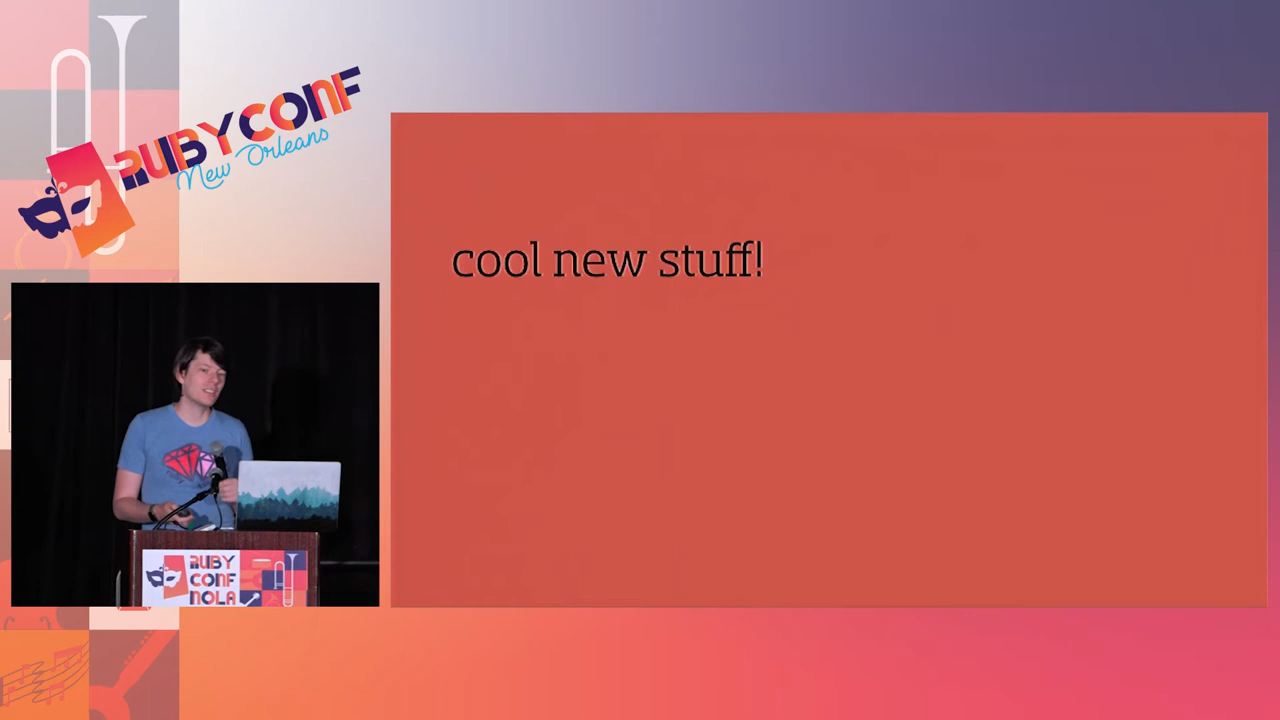 RUBYCONF
New Orleans
cool new stuff!
RUBY
CONF
NOLA